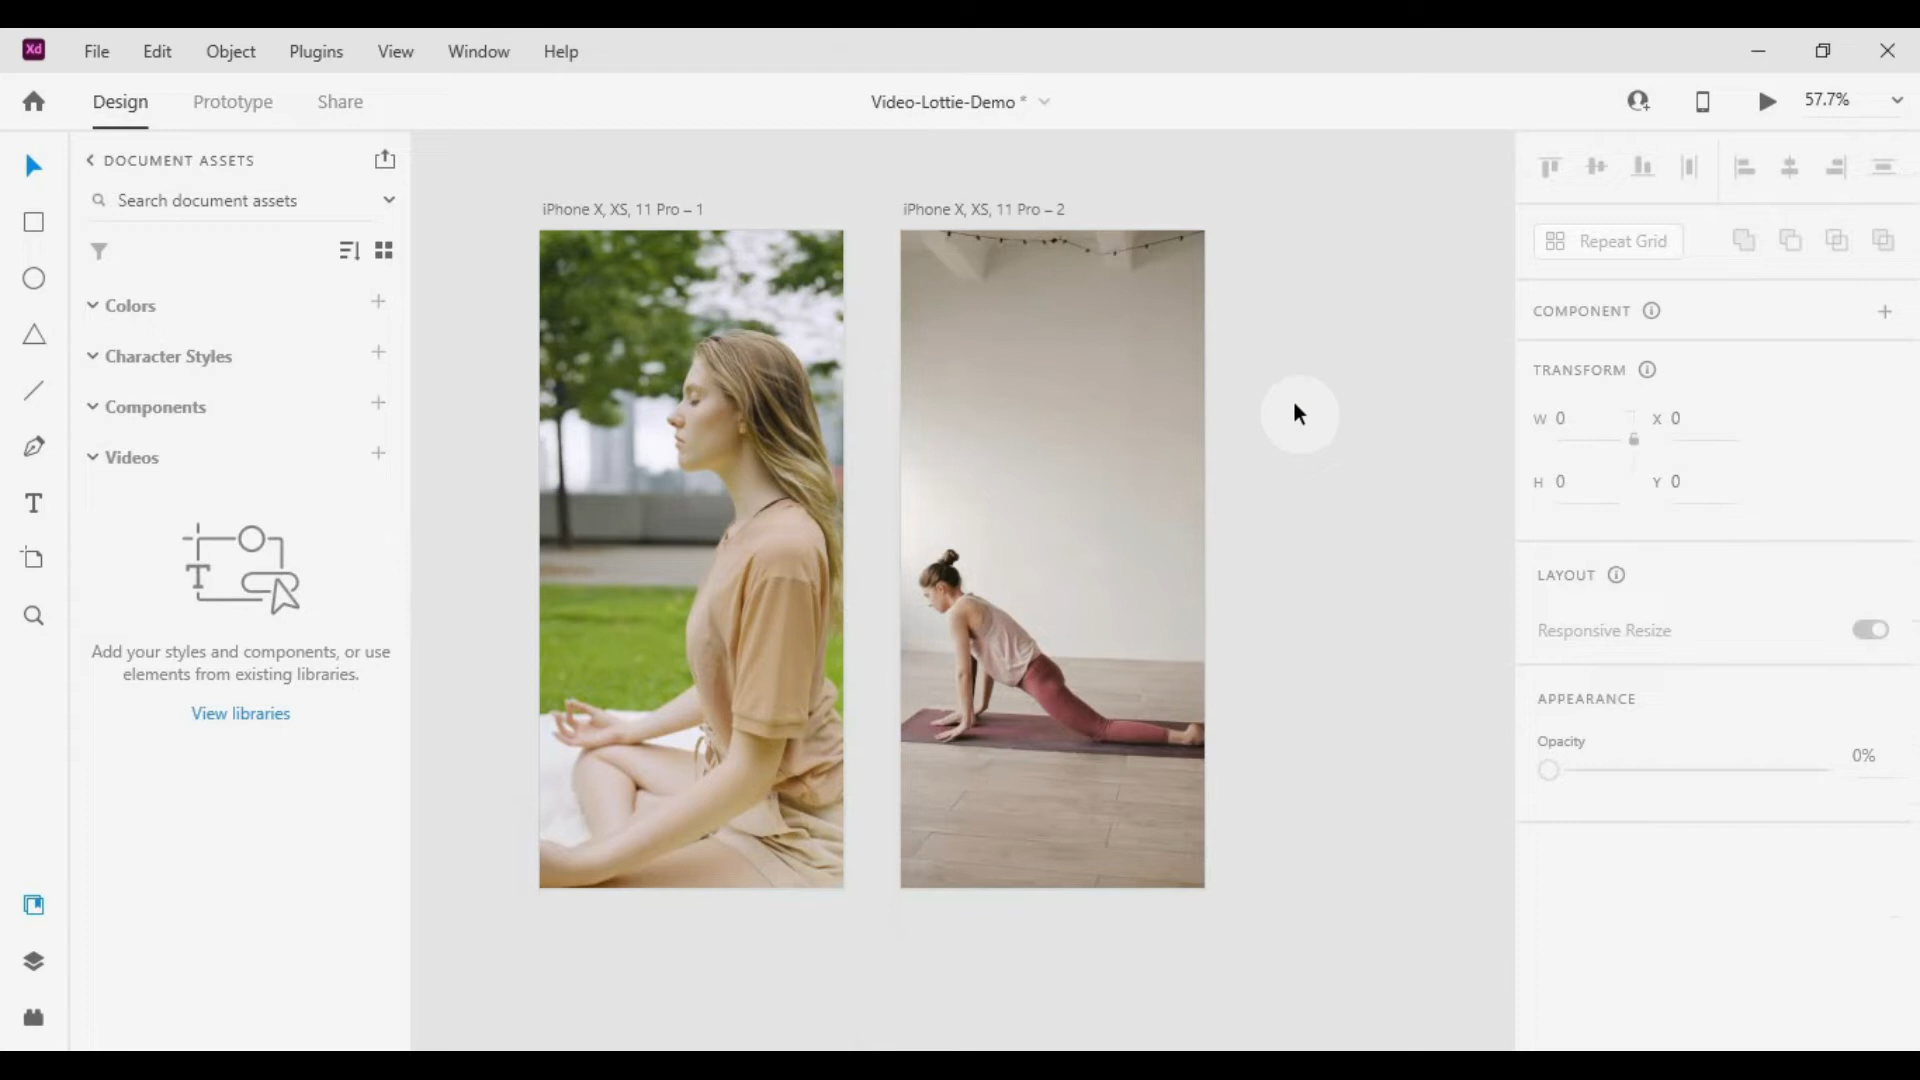 Xd File Edit Object Plugins View Window Help
Design Prototype Share Video-Lottie-Demo * 57.7%
DOCUMENT ASSETS
Search document assets
Colors
Character Styles
Components
Videos
T
Add your styles and components, or use
elements from existing libraries.
View libraries
iPhone X, XS, 11 Pro – 1
iPhone X, XS, 11 Pro – 2
Repeat Grid
COMPONENT
TRANSFORM
W 0 X 0
H 0 Y 0
LAYOUT
Responsive Resize
APPEARANCE
Opacity
0%